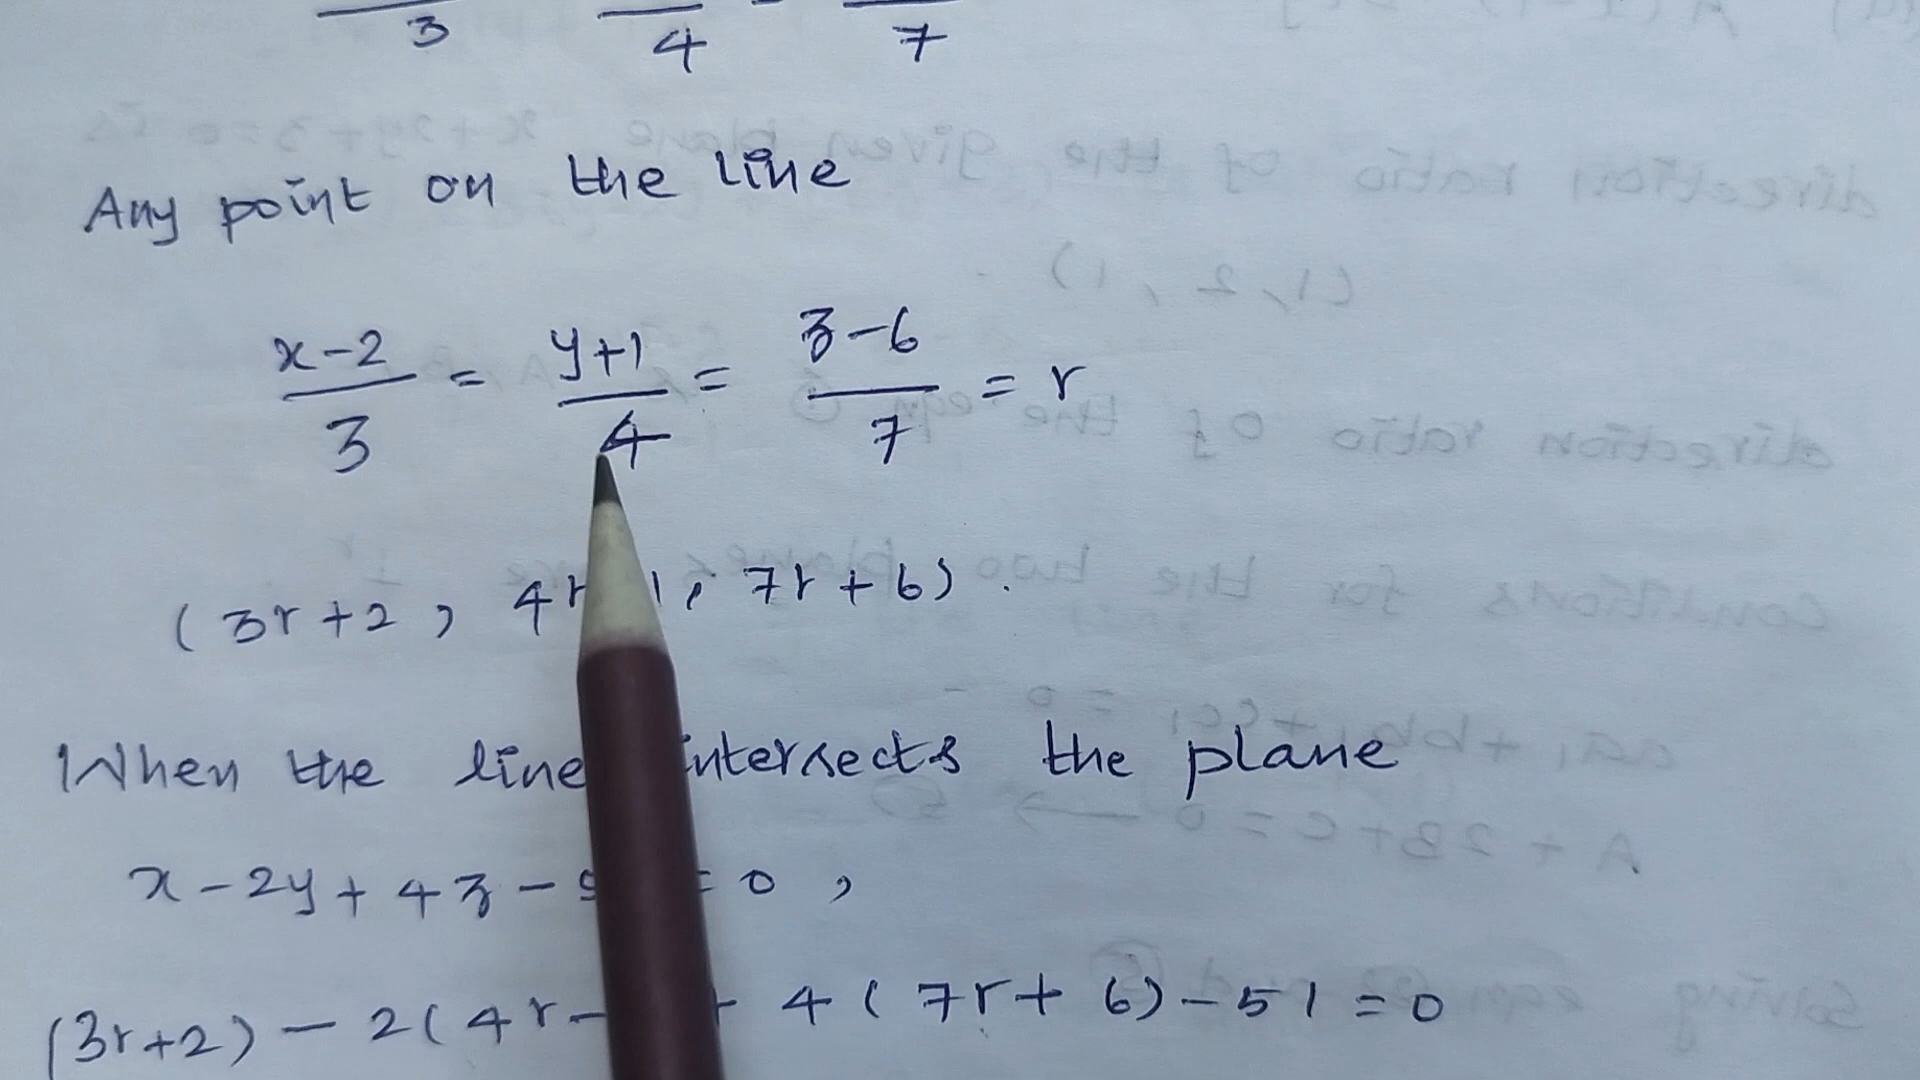 3 4 7
Any point on the line
x-2/3 = y+1/4 = z-6/7 = r
(3r+2, 4r 1, 7r+6).
When the line intersects the plane
x-2y+4z- =0,
(3r+2)-2(4r- + 4(7r+6)-51=0